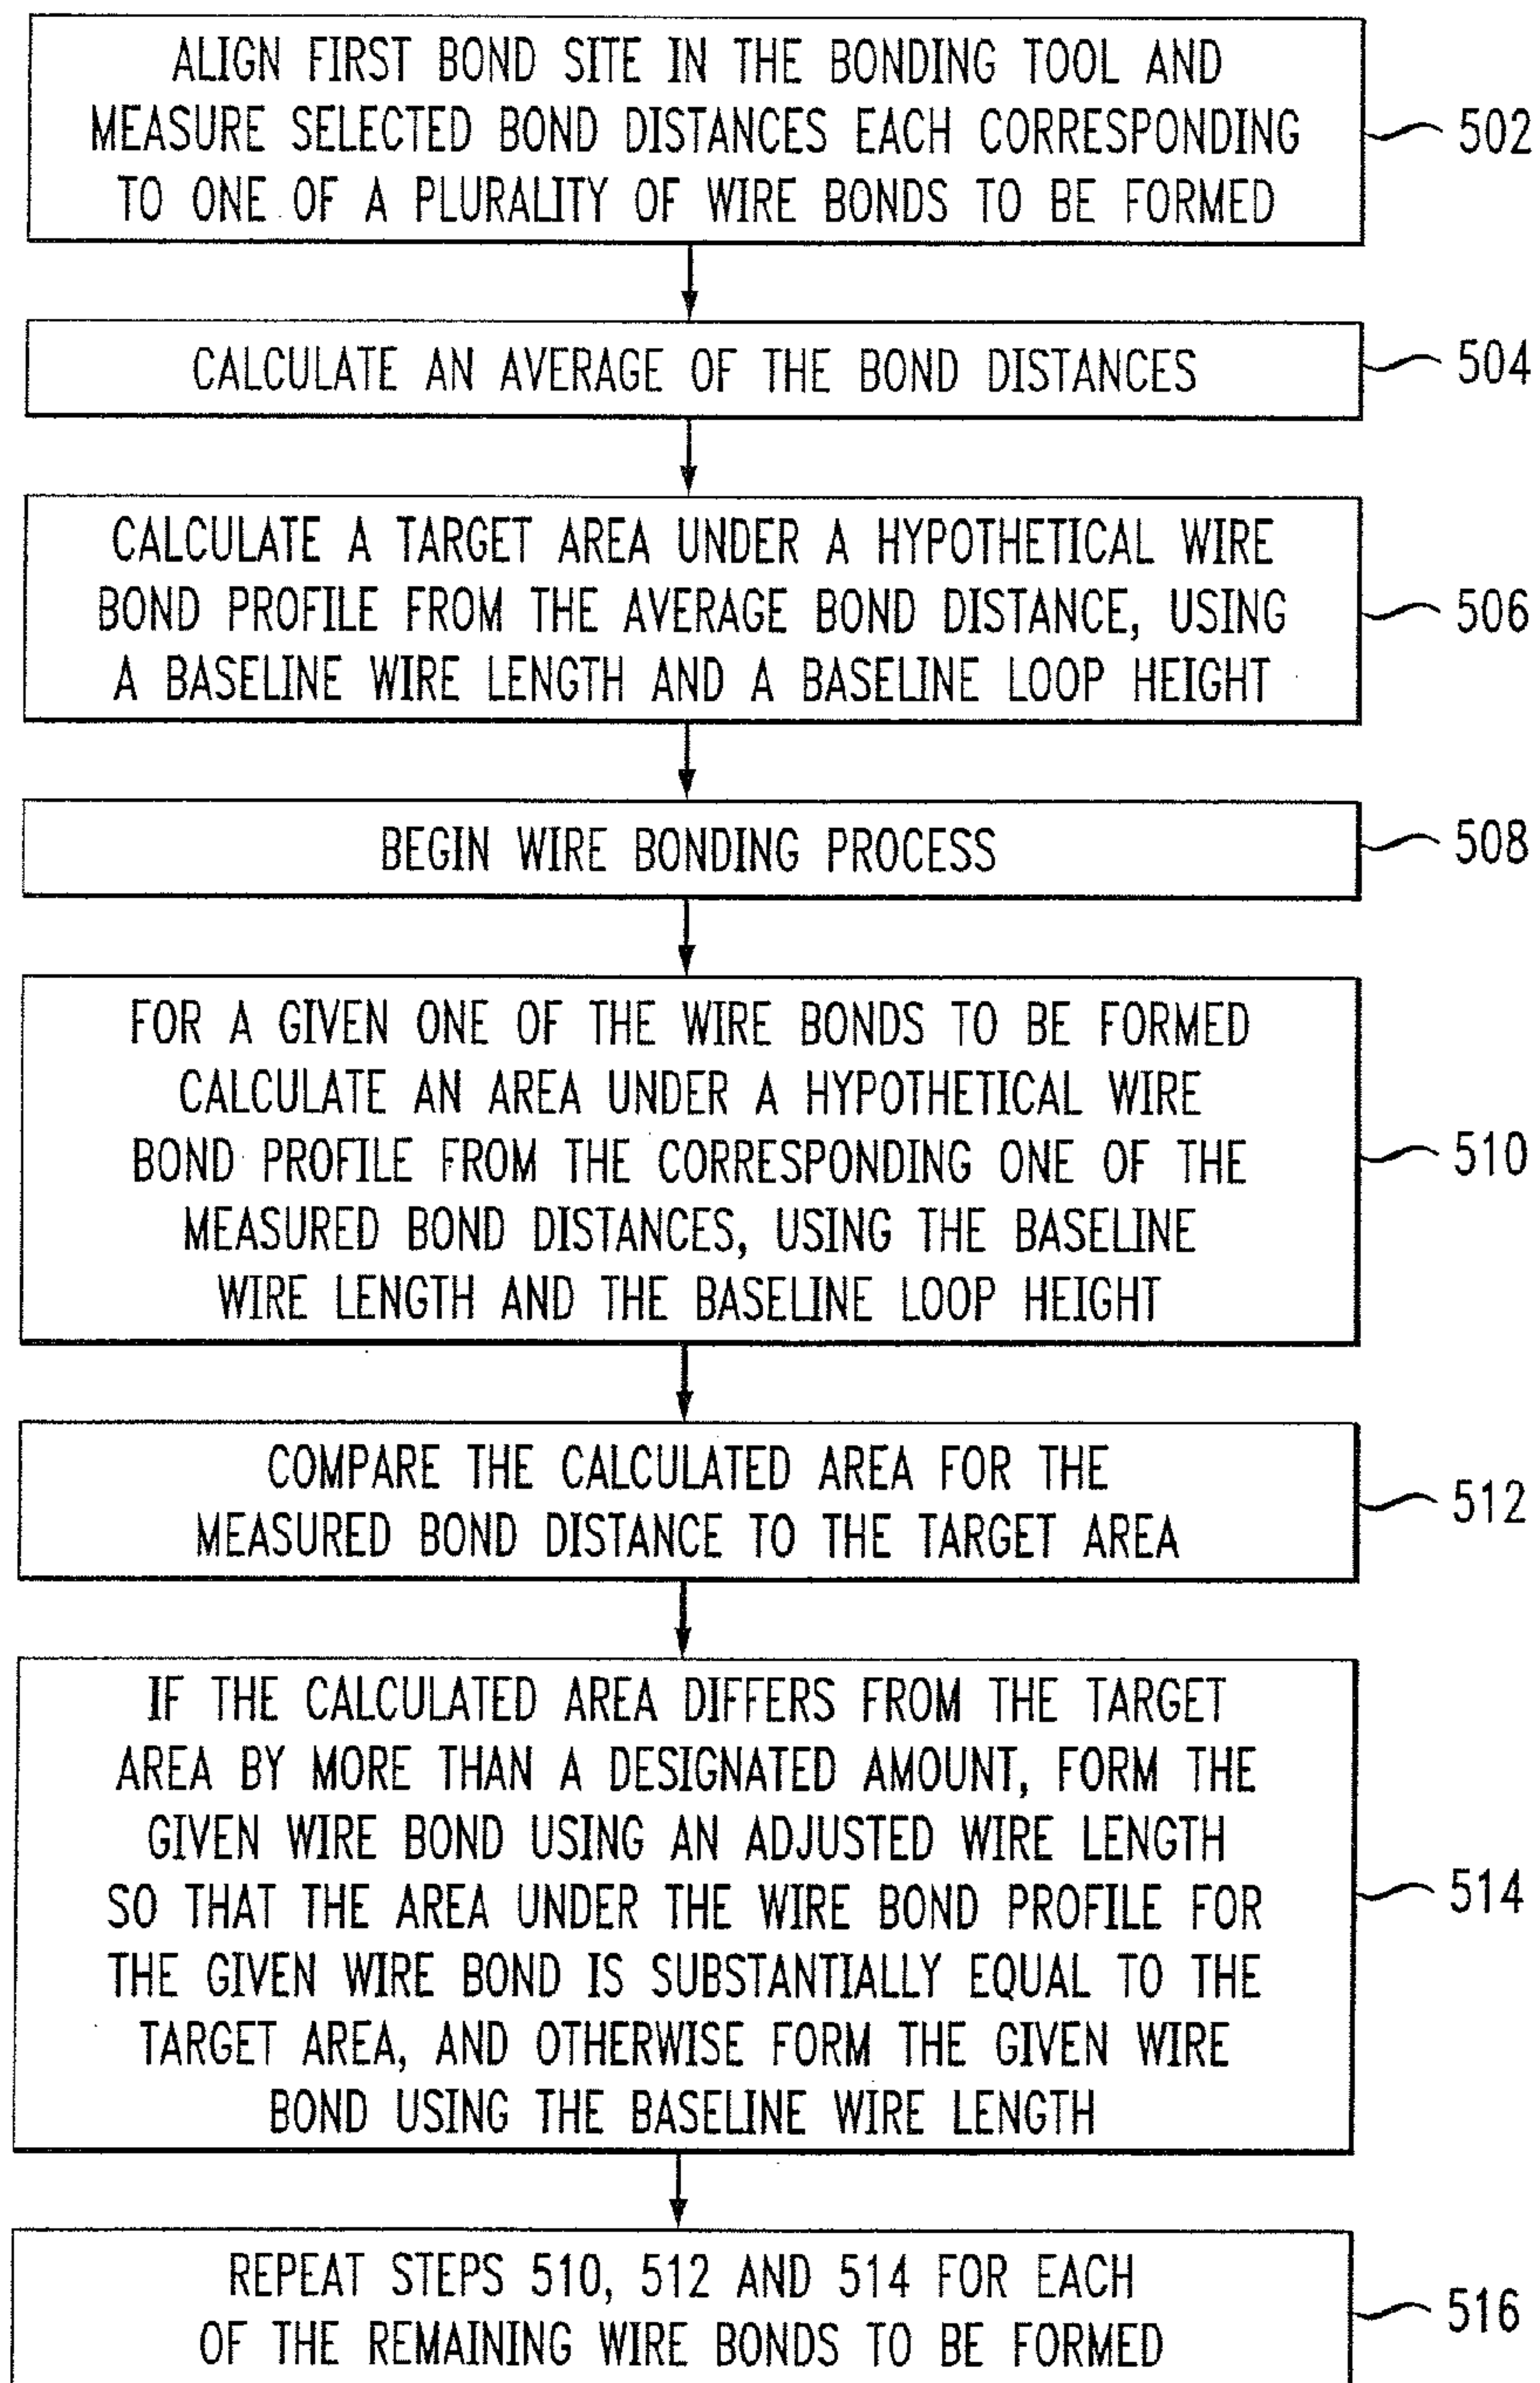 ALIGN FIRST BOND SITE IN THE BONDING TOOL AND
MEASURE SELECTED BOND DISTANCES EACH CORRESPONDING
TO ONE OF A PLURALITY OF WIRE BONDS TO BE FORMED
502
CALCULATE AN AVERAGE OF THE BOND DISTANCES
504
CALCULATE A TARGET AREA UNDER A HYPOTHETICAL WIRE
BOND PROFILE FROM THE AVERAGE BOND DISTANCE, USING
A BASELINE WIRE LENGTH AND A BASELINE LOOP HEIGHT
506
BEGIN WIRE BONDING PROCESS
508
FOR A GIVEN ONE OF THE WIRE BONDS TO BE FORMED
CALCULATE AN AREA UNDER A HYPOTHETICAL WIRE
BOND PROFILE FROM THE CORRESPONDING ONE OF THE
MEASURED BOND DISTANCES, USING THE BASELINE
WIRE LENGTH AND THE BASELINE LOOP HEIGHT
510
COMPARE THE CALCULATED AREA FOR THE
MEASURED BOND DISTANCE TO THE TARGET AREA
512
IF THE CALCULATED AREA DIFFERS FROM THE TARGET
AREA BY MORE THAN A DESIGNATED AMOUNT, FORM THE
GIVEN WIRE BOND USING AN ADJUSTED WIRE LENGTH
SO THAT THE AREA UNDER THE WIRE BOND PROFILE FOR
THE GIVEN WIRE BOND IS SUBSTANTIALLY EQUAL TO THE
TARGET AREA, AND OTHERWISE FORM THE GIVEN WIRE
BOND USING THE BASELINE WIRE LENGTH
514
REPEAT STEPS 510, 512 AND 514 FOR EACH
OF THE REMAINING WIRE BONDS TO BE FORMED
516